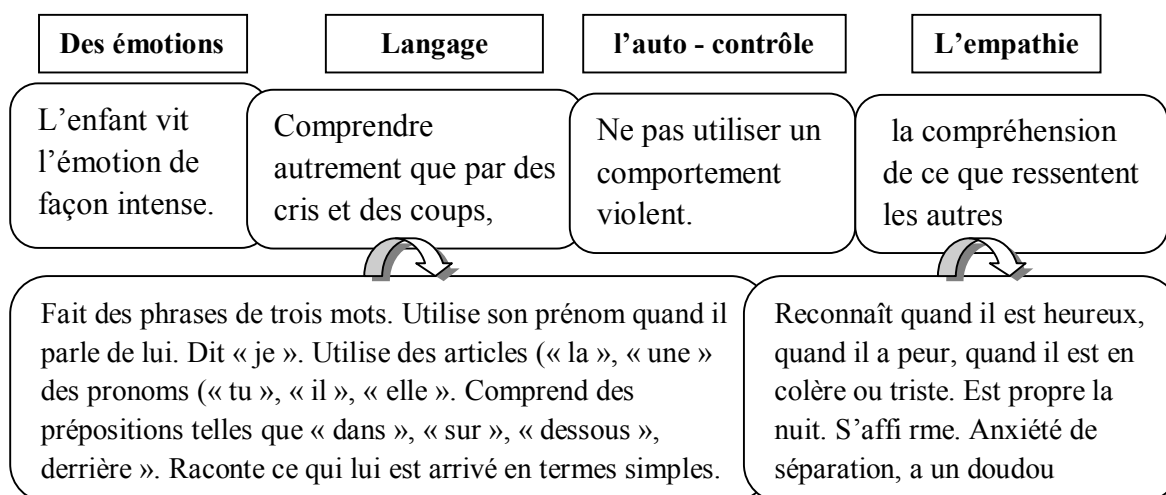 Des émotions
Langage
l’auto - contrôle
L’empathie
L’enfant vit
l’émotion de
façon intense.
Comprendre
autrement que par des
cris et des coups,
Ne pas utiliser un
comportement
violent.
la compréhension
de ce que ressentent
les autres
Fait des phrases de trois mots. Utilise son prénom quand il
parle de lui. Dit « je ». Utilise des articles (« la », « une »
des pronoms (« tu », « il », « elle ». Comprend des
prépositions telles que « dans », « sur », « dessous »,
derrière ». Raconte ce qui lui est arrivé en termes simples.
Reconnaît quand il est heureux,
quand il a peur, quand il est en
colère ou triste. Est propre la
nuit. S’affi rme. Anxiété de
séparation, a un doudou